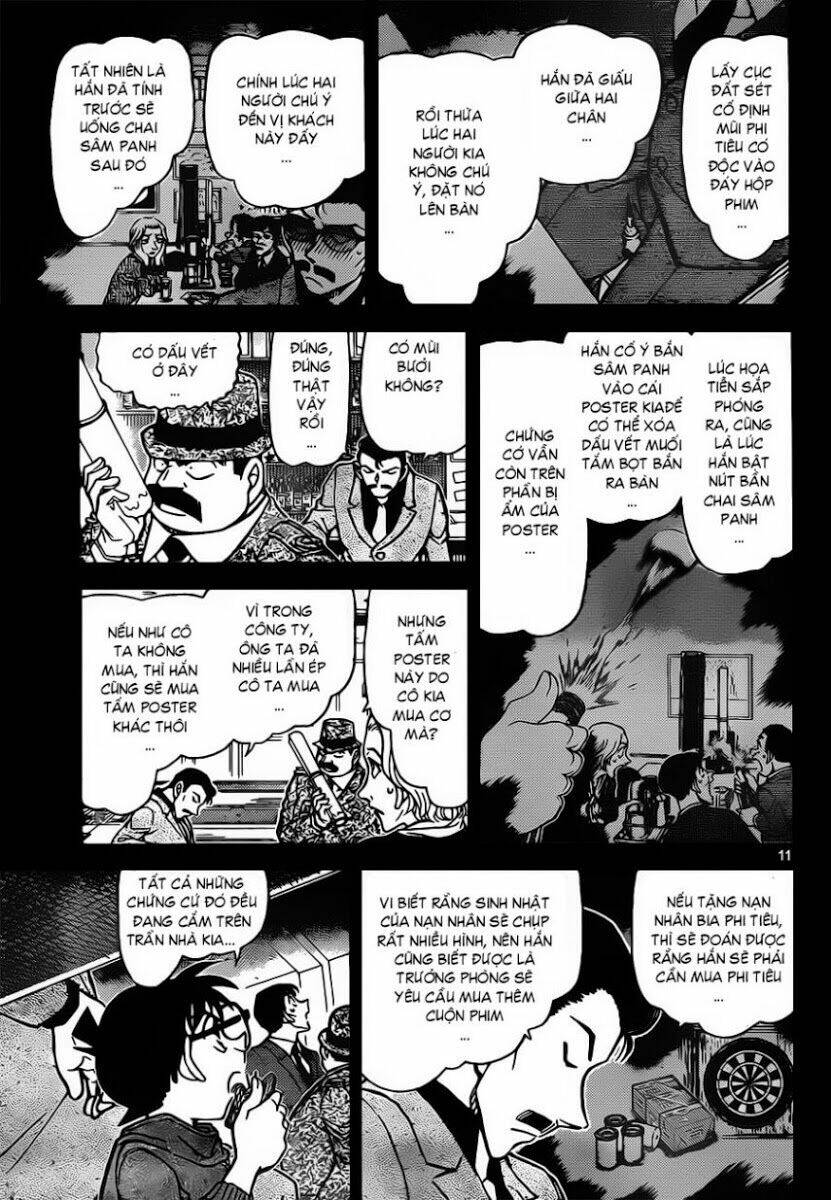 LẤY CỤC
ĐẤT SÉT
CỐ ĐỊNH
MŨI PHI
TIÊU CÓ
ĐỘC VÀO
ĐÁY HỘP
PHIM
...
HẮN ĐÃ GIẤU
GIỮA HAI
CHÂN
...
RỒI THỪA
LÚC HAI
NGƯỜI KIA
KHÔNG CHÚ
Ý, ĐẶT NÓ
LÊN BÀN
...
CHÍNH LÚC HAI
NGƯỜI CHÚ Ý
ĐẾN VỊ KHÁCH
NÀY ĐẤY
...
TẤT NHIÊN LÀ
HẮN ĐÃ TÍNH
TRƯỚC SẼ
UỐNG CHAI
SÂM PANH
SAU ĐÓ
...
LÚC HỌA
TIỄN SẮP
PHÓNG
RA, CŨNG
LÀ LÚC
HẮN BẬT
NÚT BẦN
CHAI SÂM
PANH
...
HẮN CỐ Ý BẮN
SÂM PANH
VÀO CÁI
POSTER KIAĐỂ
CÓ THỂ XÓA
DẤU VẾT MUỐI
TẮM BỌT BẮN
RA BÀN
...
CHỨNG
CỚ VẪN
CÒN TRÊN
PHẦN BỊ
ẨM CỦA
POSTER
...
CÓ MÙI
BƯỞI
KHÔNG?
ĐÚNG,
ĐÚNG
THẬT
VẬY
RỒI
...
CÓ DẤU VẾT
Ở ĐÂY
...
NHƯNG
TẤM
POSTER
NÀY DO
CÔ KIA
MUA CƠ
MÀ?
VÌ TRONG
CÔNG TY,
ÔNG TA ĐÃ
NHIỀU LẦN ÉP
CÔ TA MUA
...
NẾU NHƯ CÔ
TA KHÔNG
MUA, THÌ HẮN
CŨNG SẼ MUA
TẤM POSTER
KHÁC THÔI
...
11
NẾU TẶNG NẠN
NHÂN BIA PHI TIÊU,
THÌ SẼ ĐOÁN ĐƯỢC
RẰNG HẮN SẼ PHẢI
CẦN MUA PHI TIÊU
...
VI BIẾT RẰNG SINH NHẬT
CỦA NẠN NHÂN SẼ CHỤP
RẤT NHIỀU HÌNH, NÊN HẮN
CŨNG BIẾT ĐƯỢC LÀ
TRƯỞNG PHÒNG SẼ
YÊU CẦU MUA THÊM
CUỘN PHIM
...
TẤT CẢ NHỮNG
CHỨNG CỨ ĐÓ ĐỀU
ĐANG CẮM TRÊN
TRẦN NHÀ KIA...